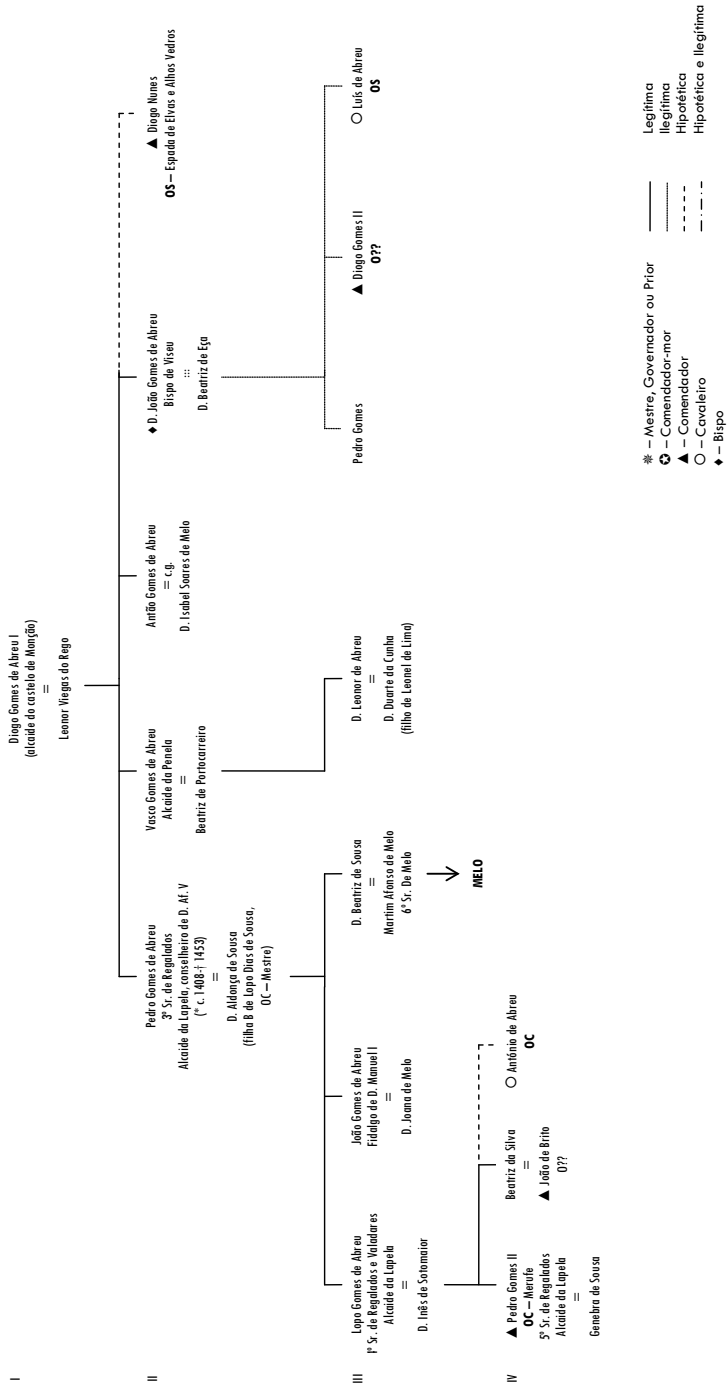 I
Diogo Gomes de Abreu I
(alcaide do castelo de Monção)
=
Leonor Viegas do Rego
II
Pedro Gomes de Abreu
3º Sr. de Regalados
Alcaide da Lapela, conselheiro de D. Af. V
(* c. 1408-† 1453)
=
D. Aldonça de Sousa
(filha B de Lopo Dias de Sousa,
OC – Mestre)
Vasco Gomes de Abreu
Alcaide da Penela
=
Beatriz de Portocarreiro
Antão Gomes de Abreu
= c.g.
D. Isabel Soares de Melo
♦ D. João Gomes de Abreu
Bispo de Viseu
:::
D. Beatriz de Eça
▲ Diogo Nunes
OS – Espada de Elvas e Alhos Vedros
III
Lopo Gomes de Abreu
1º Sr. de Regalados e Valadares
Alcaide da Lapela
=
D. Inês de Sotomaior
João Gomes de Abreu
Fidalgo de D. Manuel I
=
D. Joana de Melo
D. Beatriz de Sousa
=
Martim Afonso de Melo
6º Sr. De Melo
MELO
D. Leonor de Abreu
=
D. Duarte da Cunha
(filho de Leonel de Lima)
Pedro Gomes
▲ Diogo Gomes II
O??
○ Luís de Abreu
OS
IV
▲ Pedro Gomes II
OC – Merufe
5º Sr. de Regalados
Alcaide da Lapela
=
Genebra de Sousa
Beatriz da Silva
=
▲ João de Brito
O??
○ António de Abreu
OC
⁕ – Mestre, Governador ou Prior
✪ – Comendador-mor
▲ – Comendador
○ – Cavaleiro
♦ – Bispo
Legítima
Ilegítima
Hipotética
Hipotética e Ilegítima